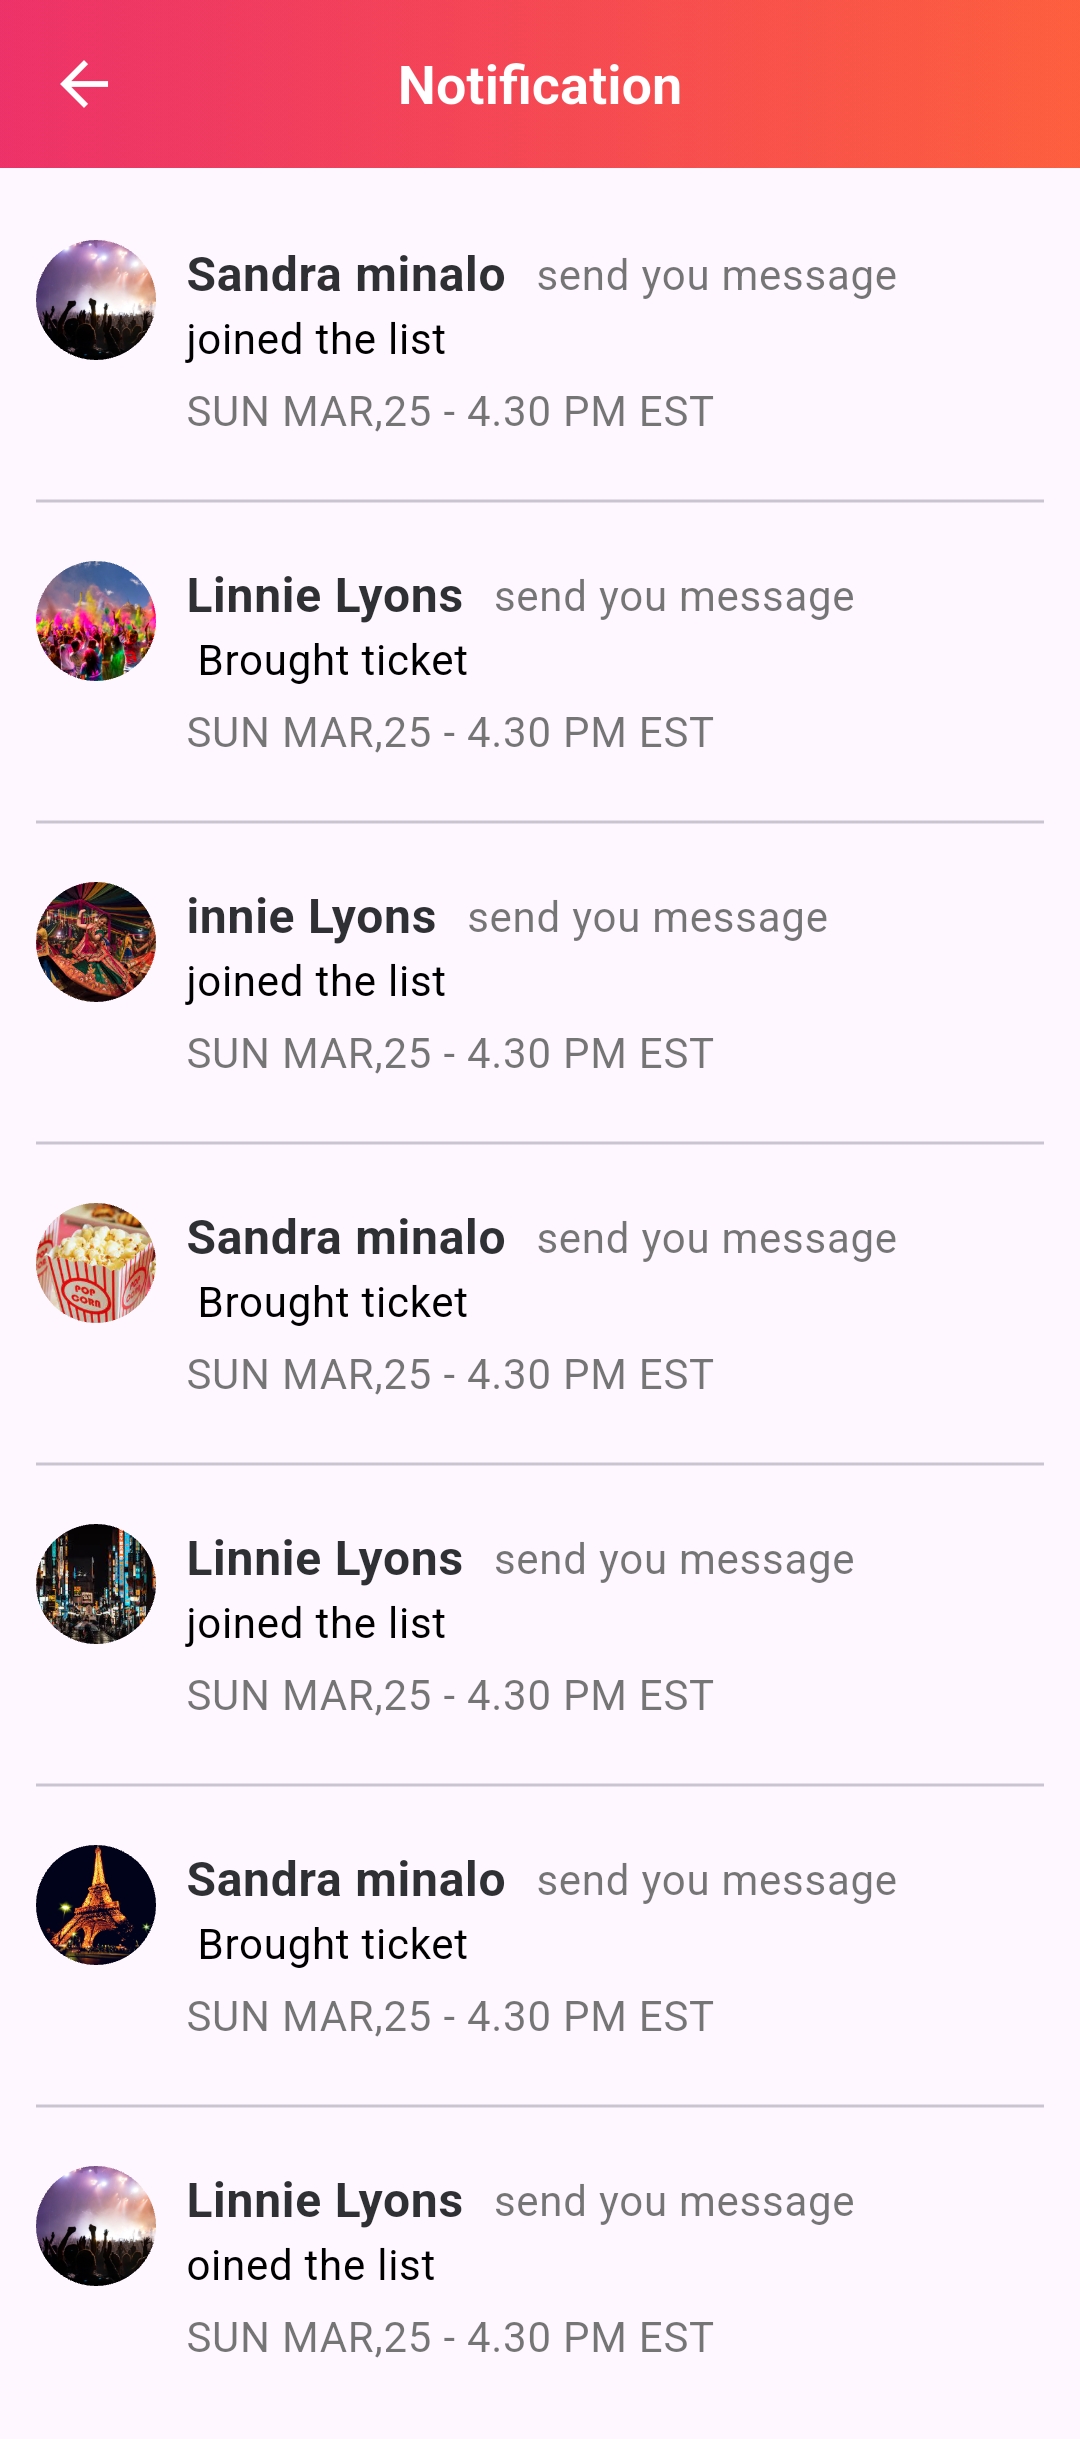 Notification
Sandra minalo send you message
joined the list
SUN MAR,25 - 4.30 PM EST
Linnie Lyons send you message
Brought ticket
SUN MAR,25 - 4.30 PM EST
innie Lyons send you message
joined the list
SUN MAR,25 - 4.30 PM EST
POP
CORN
Sandra minalo send you message
Brought ticket
SUN MAR,25 - 4.30 PM EST
Linnie Lyons send you message
joined the list
SUN MAR,25 - 4.30 PM EST
Sandra minalo send you message
Brought ticket
SUN MAR,25 - 4.30 PM EST
Linnie Lyons send you message
oined the list
SUN MAR,25 - 4.30 PM EST